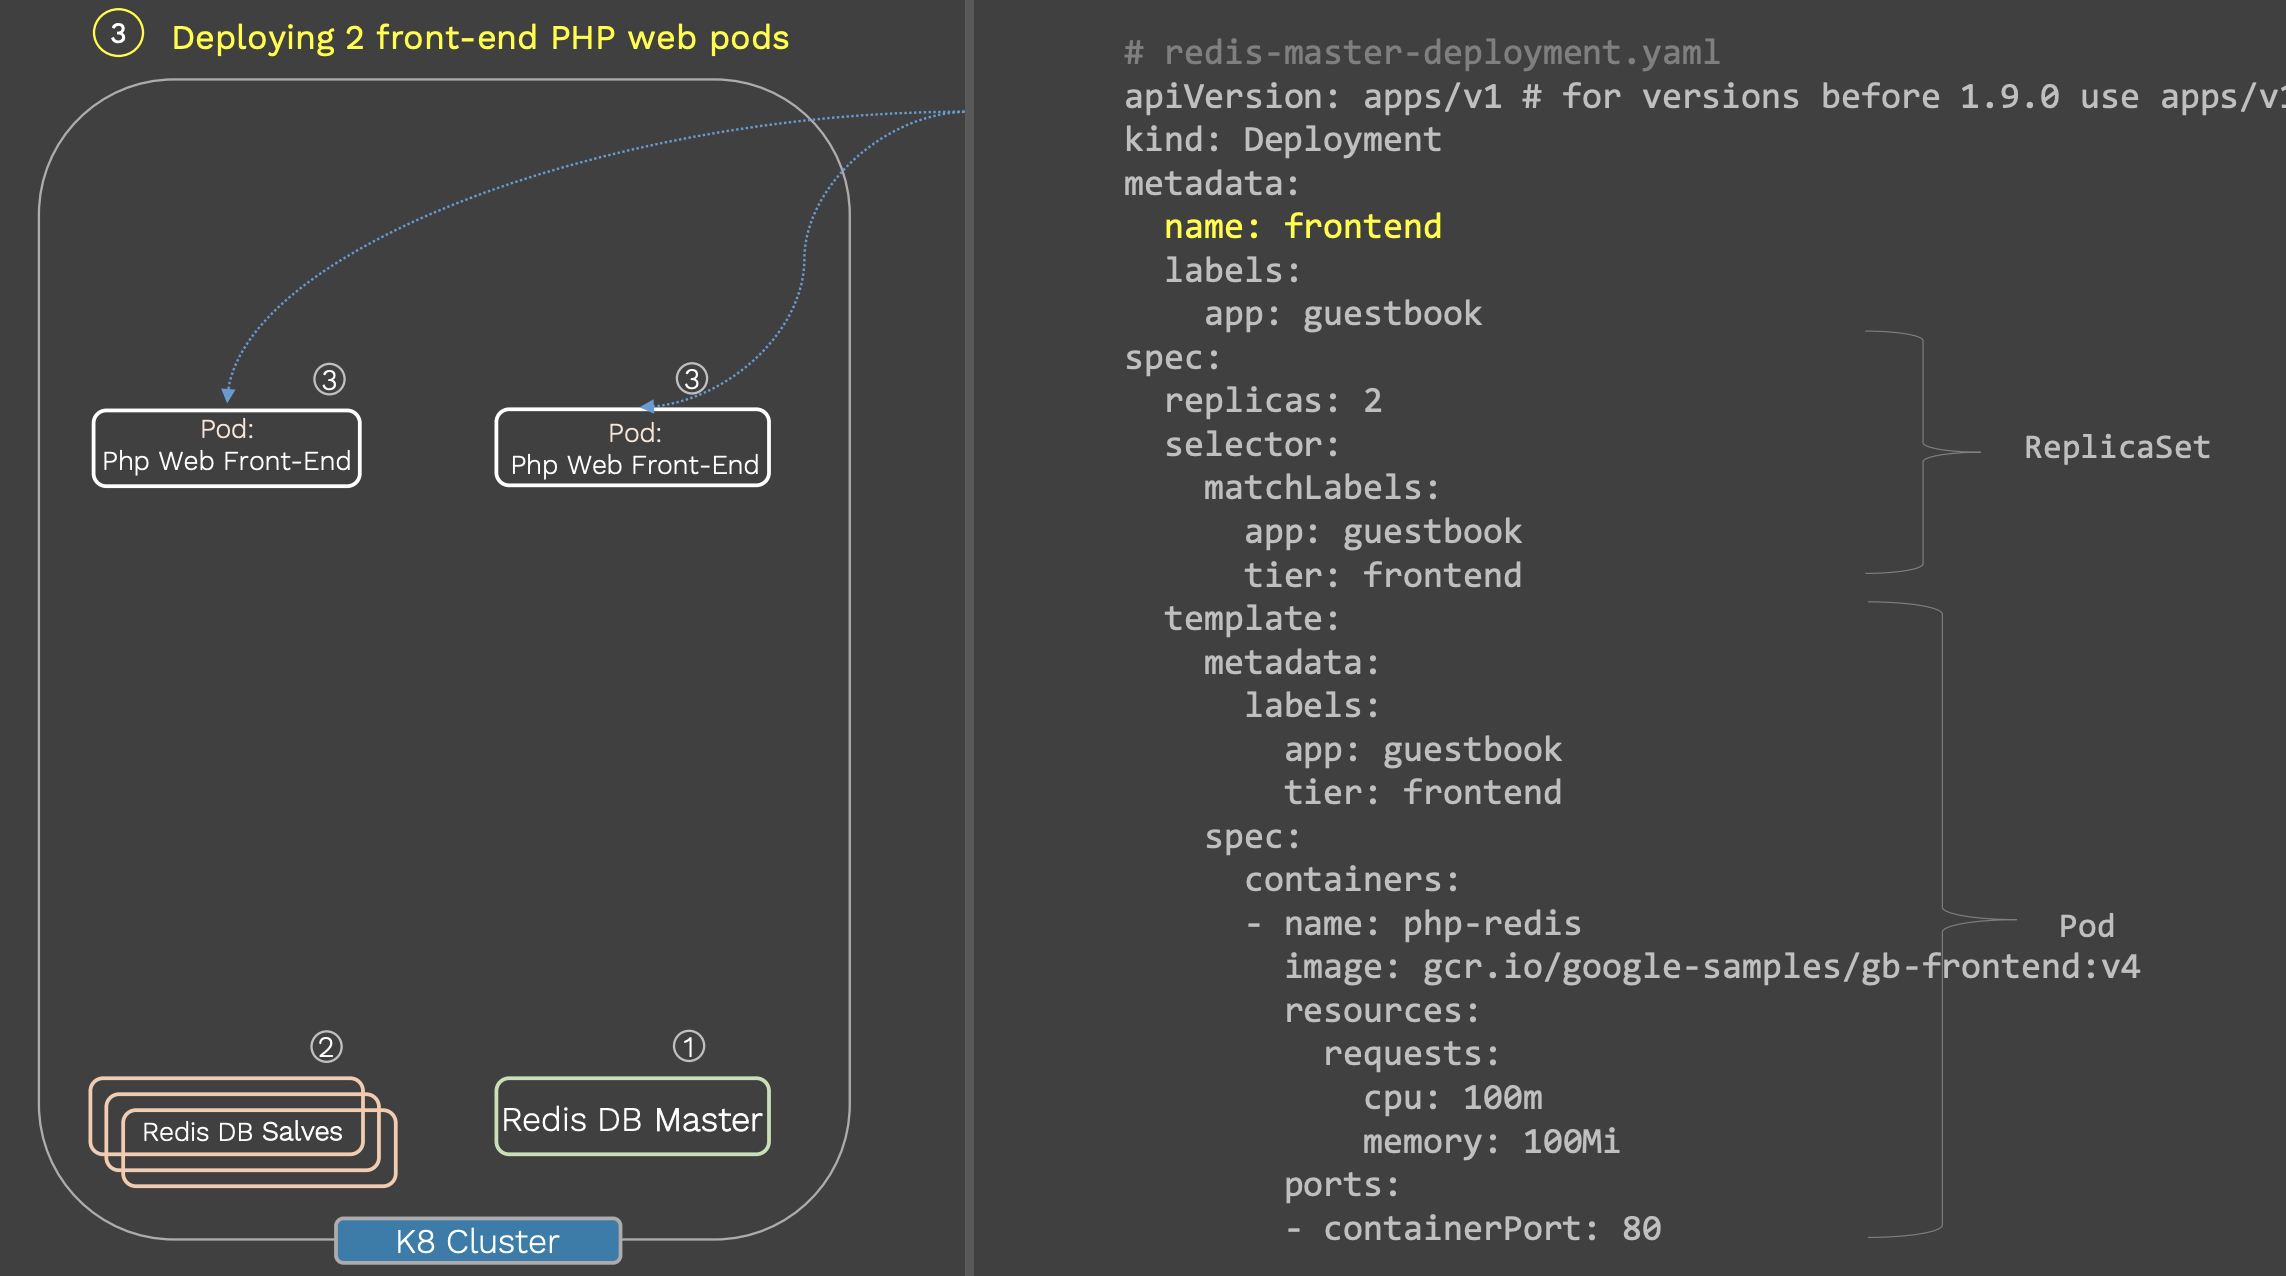 3 Deploying 2 front-end PHP web pods
3
Pod:
Php Web Front-End
3
Pod:
Php Web Front-End
2
Redis DB Salves
1
Redis DB Master
K8 Cluster
# redis-master-deployment.yaml
apiVersion: apps/v1 # for versions before 1.9.0 use apps/v1
kind: Deployment
metadata:
  name: frontend
  labels:
    app: guestbook
spec:
  replicas: 2
  selector:
    matchLabels:
      app: guestbook
      tier: frontend
  template:
    metadata:
      labels:
        app: guestbook
        tier: frontend
    spec:
      containers:
      - name: php-redis
        image: gcr.io/google-samples/gb-frontend:v4
        resources:
          requests:
            cpu: 100m
            memory: 100Mi
        ports:
        - containerPort: 80
ReplicaSet
Pod